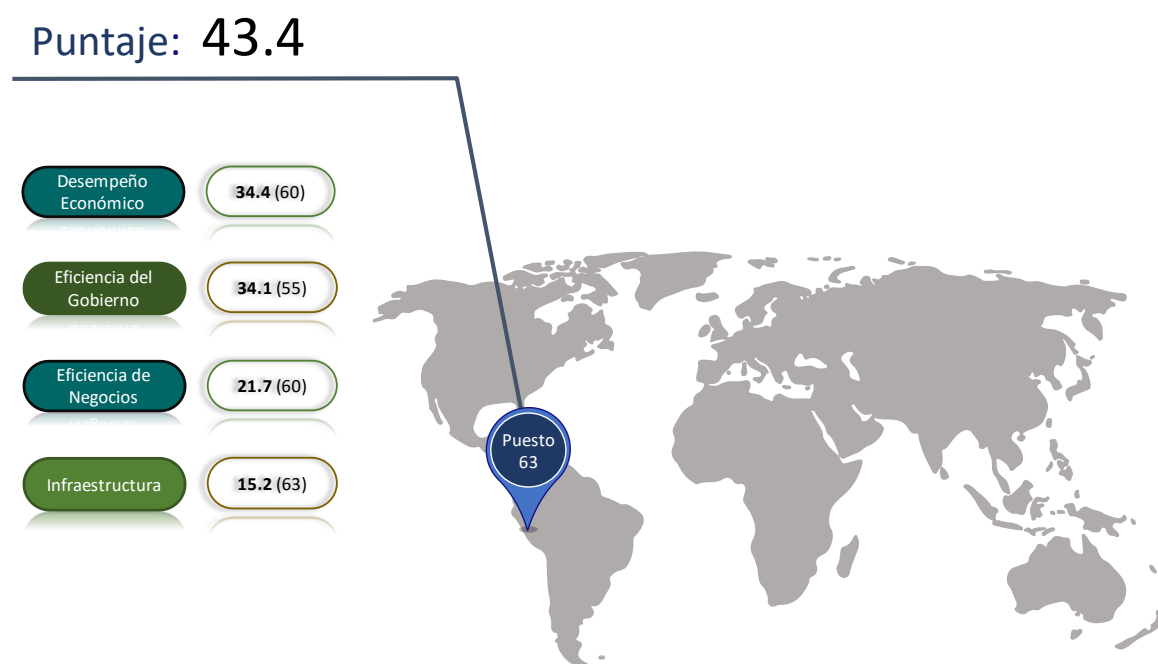 Puntaje: 43.4
Desempeño
Económico
34.4 (60)
Eficiencia del
Gobierno
34.1 (55)
Eficiencia de
Negocios
21.7 (60)
Infraestructura
15.2 (63)
Puesto
63